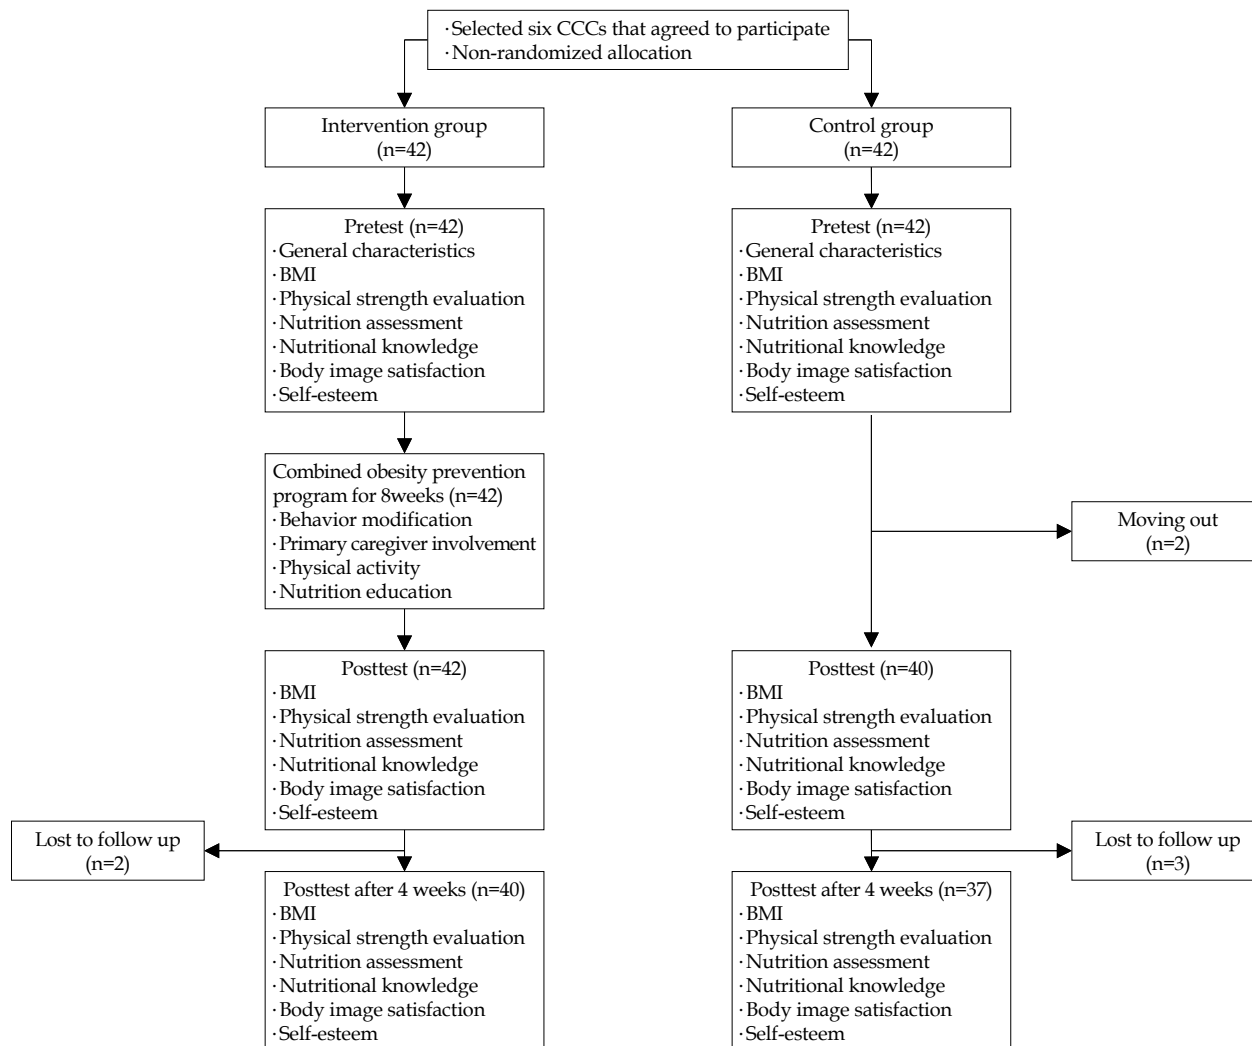 ·Selected six CCCs that agreed to participate
·Non-randomized allocation
Intervention group
(n=42)
Control group
(n=42)
Pretest (n=42)
·General characteristics
·BMI
·Physical strength evaluation
·Nutrition assessment
·Nutritional knowledge
·Body image satisfaction
·Self-esteem
Pretest (n=42)
·General characteristics
·BMI
·Physical strength evaluation
·Nutrition assessment
·Nutritional knowledge
·Body image satisfaction
·Self-esteem
Combined obesity prevention
program for 8weeks (n=42)
·Behavior modification
·Primary caregiver involvement
·Physical activity
·Nutrition education
Moving out
(n=2)
Posttest (n=42)
·BMI
·Physical strength evaluation
·Nutrition assessment
·Nutritional knowledge
·Body image satisfaction
·Self-esteem
Posttest (n=40)
·BMI
·Physical strength evaluation
·Nutrition assessment
·Nutritional knowledge
·Body image satisfaction
·Self-esteem
Lost to follow up
(n=2)
Lost to follow up
(n=3)
Posttest after 4 weeks (n=40)
·BMI
·Physical strength evaluation
·Nutrition assessment
·Nutritional knowledge
·Body image satisfaction
·Self-esteem
Posttest after 4 weeks (n=37)
·BMI
·Physical strength evaluation
·Nutrition assessment
·Nutritional knowledge
·Body image satisfaction
·Self-esteem